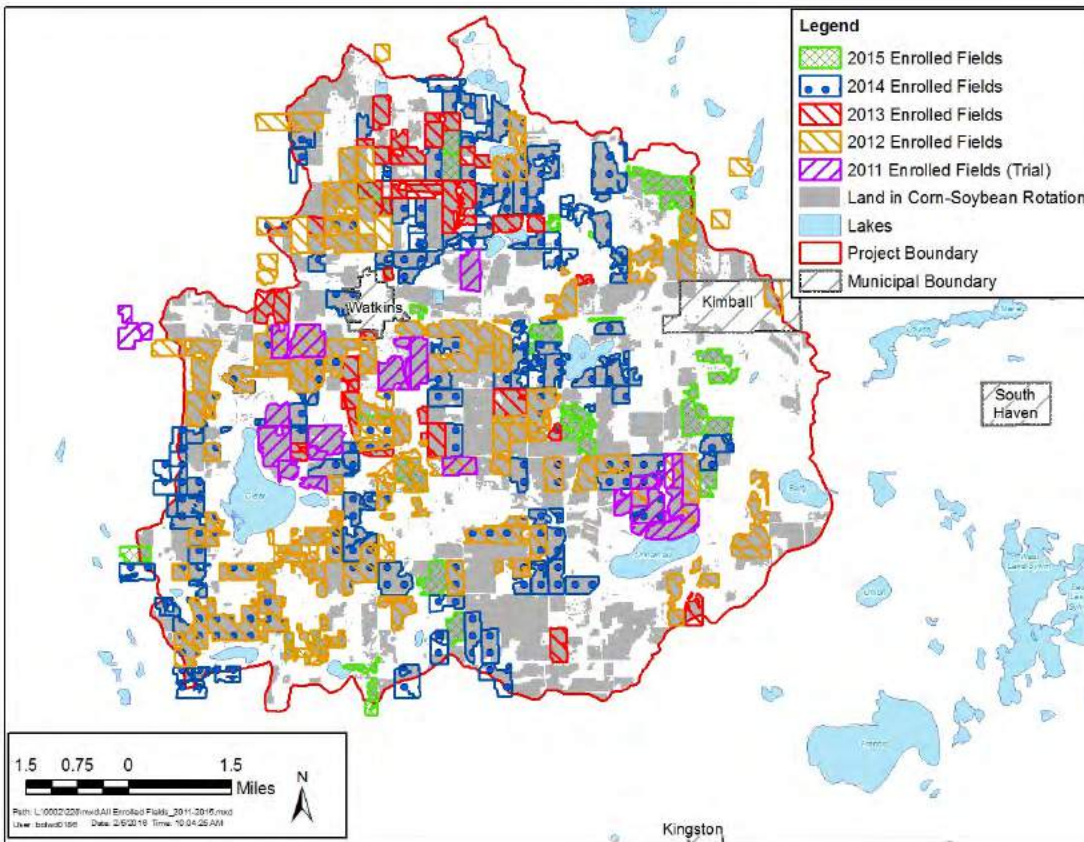 Legend
2015 Enrolled Fields
2014 Enrolled Fields
2013 Enrolled Fields
2012 Enrolled Fields
2011 Enrolled Fields (Trial)
Land in Corn-Soybean Rotation
Lakes
Project Boundary
Municipal Boundary
Watkins
Kimball
South
Haven
Clear
Union
1.5 0.75 0 1.5
Miles
N
Kingston